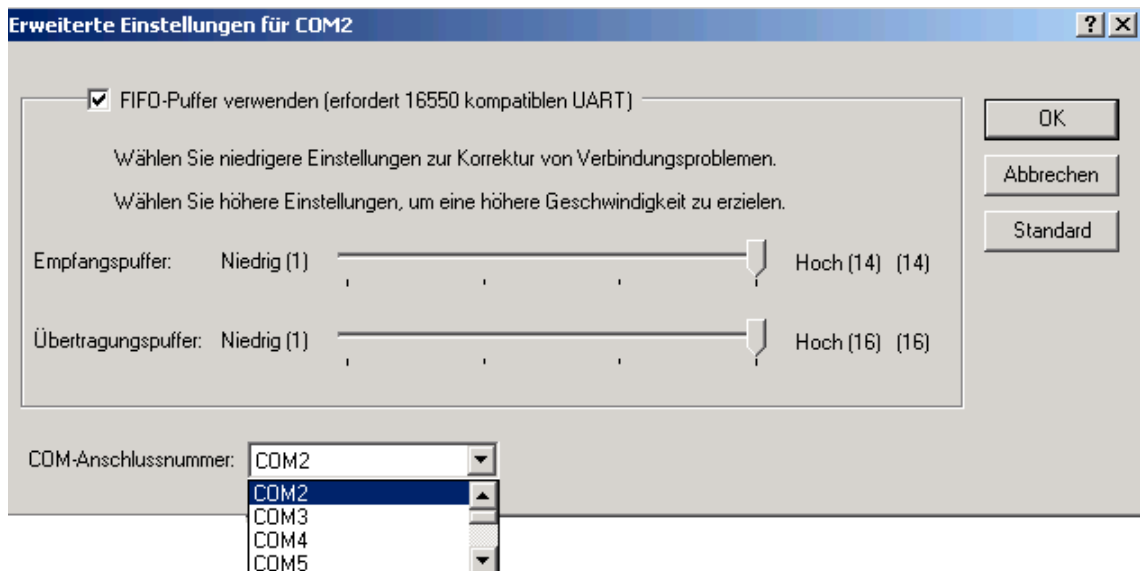 Erweiterte Einstellungen für COM2
FIFO-Puffer verwenden (erfordert 16550 kompatiblen UART)
OK
Wählen Sie niedrigere Einstellungen zur Korrektur von Verbindungsproblemen.
Abbrechen
Wählen Sie höhere Einstellungen, um eine höhere Geschwindigkeit zu erzielen.
Standard
Empfangspuffer: Niedrig (1) Hoch (14) (14)
Übertragungspuffer: Niedrig (1) Hoch (16) (16)
COM-Anschlussnummer: COM2
COM2
COM3
COM4
COM5